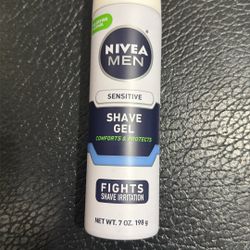 NIVEA
MEN
SENSITIVE
SHAVE
GEL
COMFORTS & PROTECTS
FIGHTS
SHAVE IRRITATION
NET WT. 7 OZ. 198 g